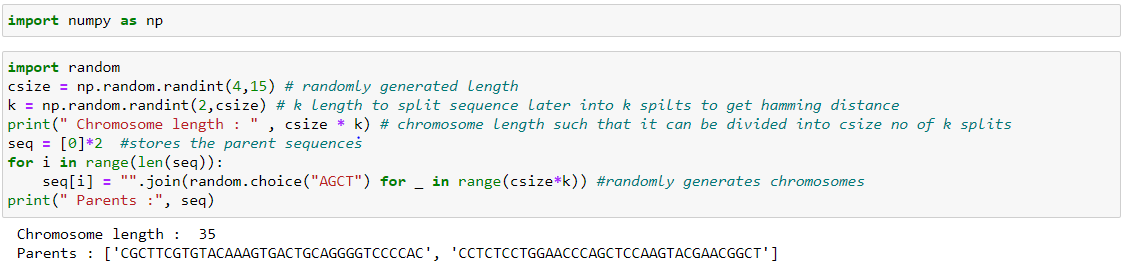 import numpy as np
import random
csize = np.random.randint(4,15) # randomly generated length
k = np.random.randint(2,csize) # k length to split sequence later into k spilts to get hamming distance
print(" Chromosome length : " , csize * k) # chromosome length such that it can be divided into csize no of k splits
seq = [0]*2  #stores the parent sequences
for i in range(len(seq)):
    seq[i] = "".join(random.choice("AGCT") for _ in range(csize*k)) #randomly generates chromosomes
print(" Parents :", seq)
 Chromosome length :  35
 Parents : ['CGCTTCGTGTACAAAGTGACTGCAGGGGTCCCCAC', 'CCTCTCCTGGAACCCAGCTCCAAGTACGAACGGCT']